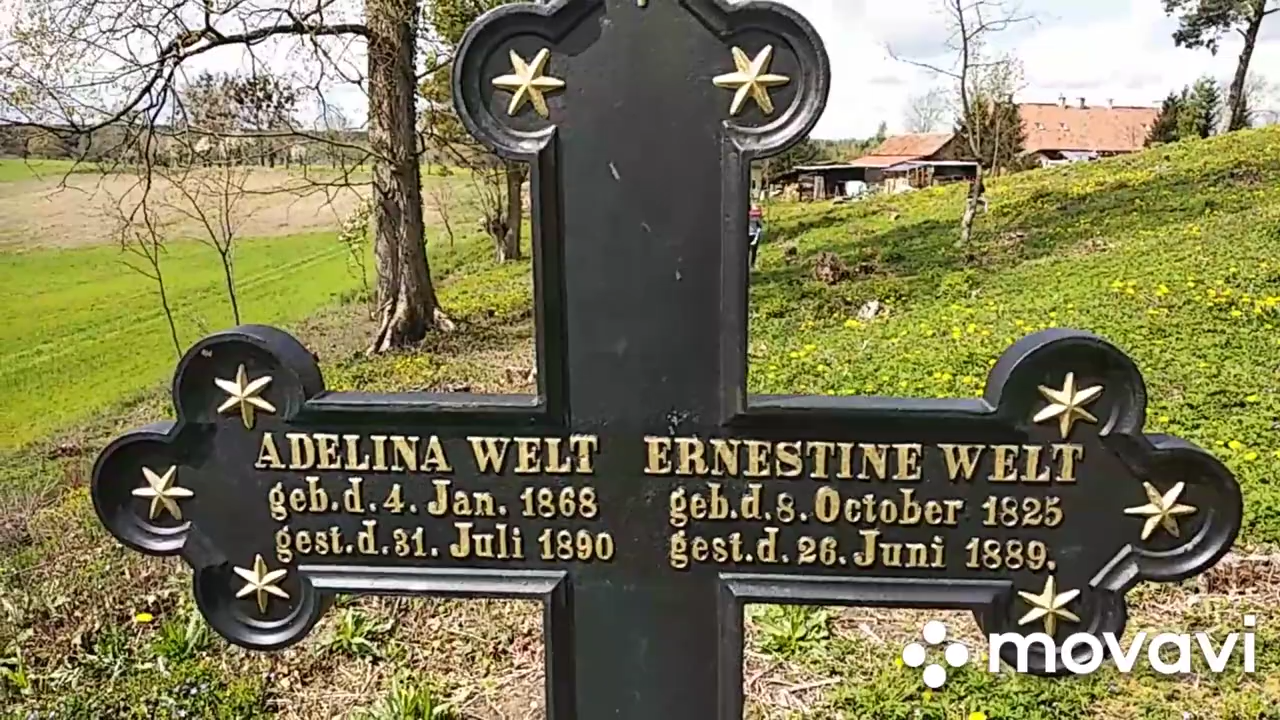 ADELINA WELT
geb.d.4. Jan. 1868
gest.d.31. Juli 1890
ERNESTINE WELT
geb.d.8. October 1825
gest.d. 26. Juni 1889.
movavi